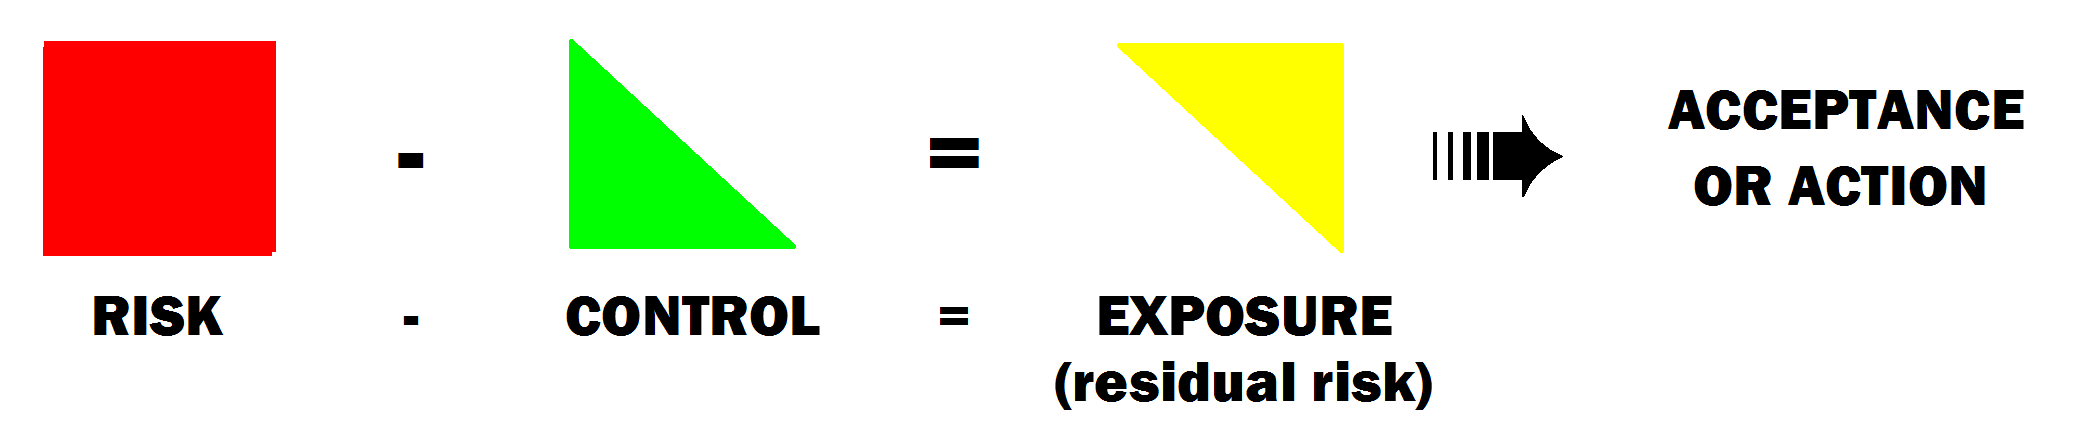 - =
ACCEPTANCE
OR ACTION
RISK - CONTROL = EXPOSURE
(residual risk)